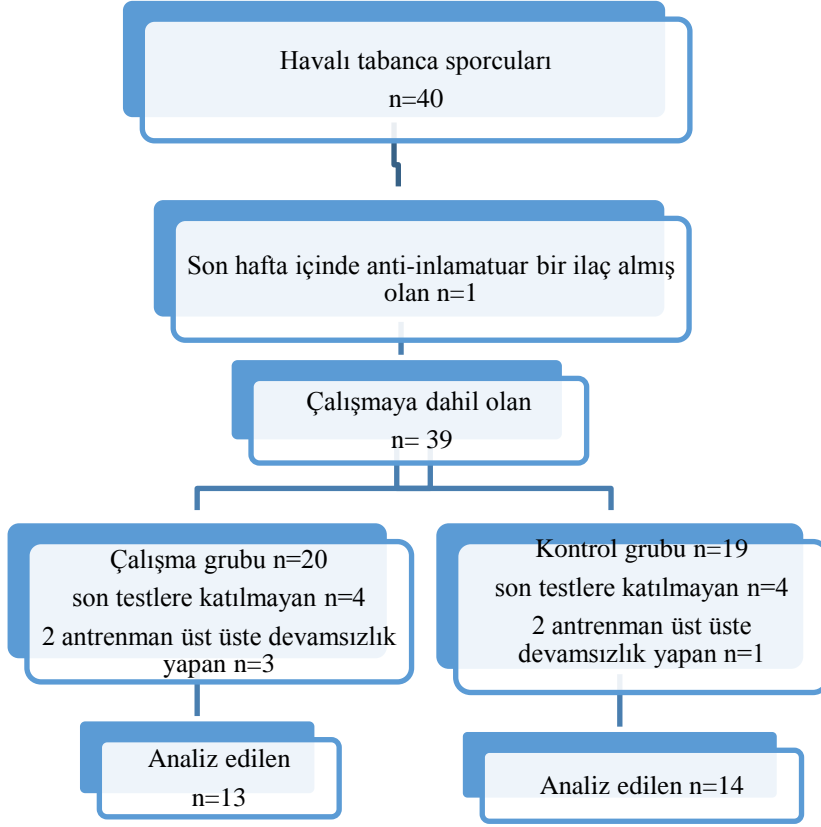 Havalı tabanca sporcuları
n=40
Son hafta içinde anti-inlamatuar bir ilaç almış
olan n=1
Çalışmaya dahil olan
n= 39
Çalışma grubu n=20
son testlere katılmayan n=4
2 antrenman üst üste devamsızlık
yapan n=3
Kontrol grubu n=19
son testlere katılmayan n=4
2 antrenman üst üste
devamsızlık yapan n=1
Analiz edilen
n=13
Analiz edilen n=14